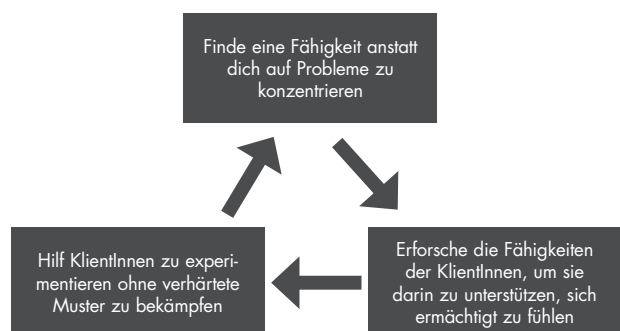 Finde eine Fähigkeit anstatt
dich auf Probleme zu
konzentrieren
Erforsche die Fähigkeiten
der KlientInnen, um sie
darin zu unterstützen, sich
ermächtigt zu fühlen
Hilf KlientInnen zu experi-
mentieren ohne verhärtete
Muster zu bekämpfen